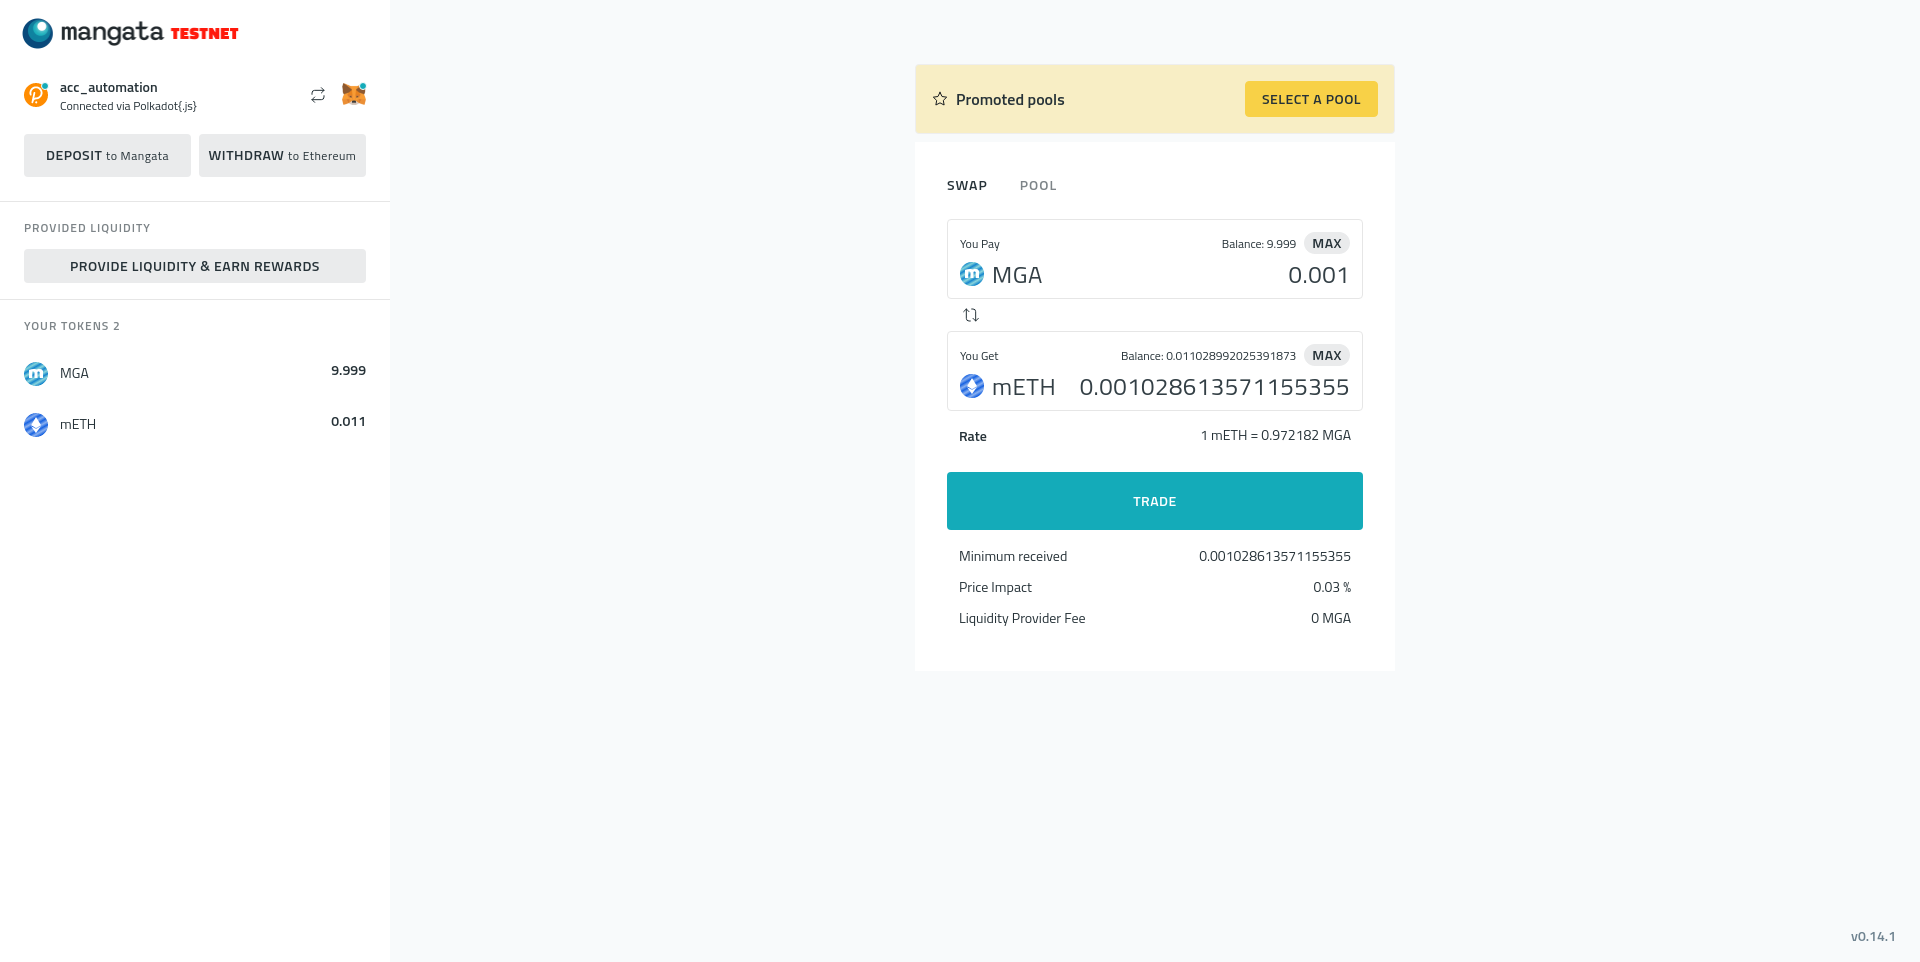 mangata TESTNET
acc_automation
Connected via Polkadot{.js}
DEPOSIT to Mangata
WITHDRAW to Ethereum
PROVIDED LIQUIDITY
PROVIDE LIQUIDITY & EARN REWARDS
YOUR TOKENS 2
MGA 9.999
mETH 0.011
Promoted pools
SELECT A POOL
SWAP POOL
You Pay Balance: 9.999 MAX
MGA 0.001
You Get Balance: 0.011028992025391873 MAX
mETH 0.001028613571155355
Rate 1 mETH = 0.972182 MGA
TRADE
Minimum received 0.001028613571155355
Price Impact 0.03 %
Liquidity Provider Fee 0 MGA
v0.14.1